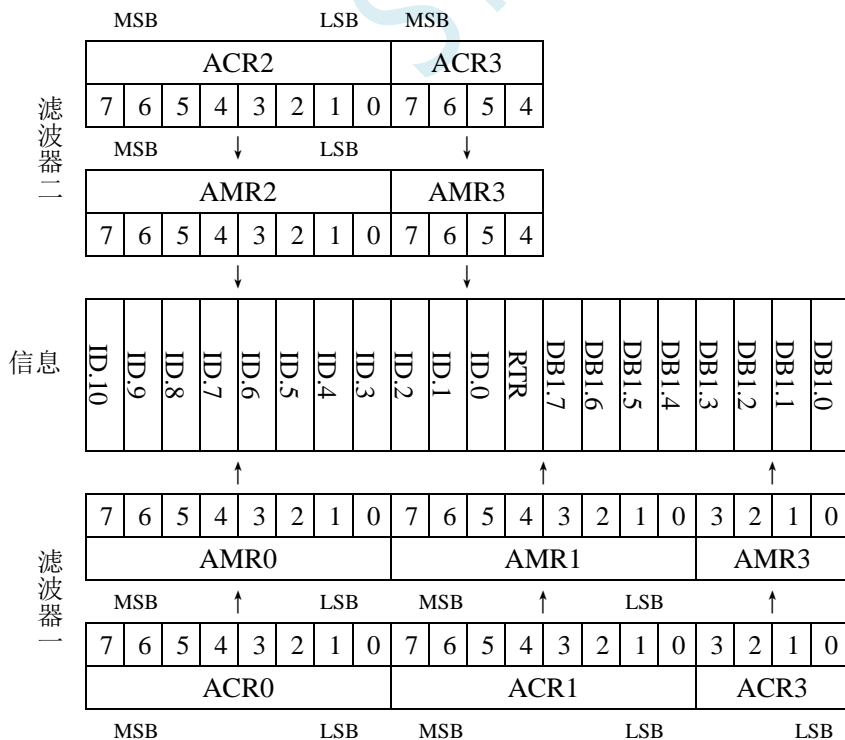 MSB LSB MSB
ACR2 ACR3
7 6 5 4 3 2 1 0 7 6 5 4
MSB LSB
AMR2 AMR3
7 6 5 4 3 2 1 0 7 6 5 4
滤波器二
信息
ID.10 ID.9 ID.8 ID.7 ID.6 ID.5 ID.4 ID.3 ID.2 ID.1 ID.0 RTR DB1.7 DB1.6 DB1.5 DB1.4 DB1.3 DB1.2 DB1.1 DB1.0
滤波器一
7 6 5 4 3 2 1 0 7 6 5 4 3 2 1 0 3 2 1 0
AMR0 AMR1 AMR3
MSB LSB MSB LSB
7 6 5 4 3 2 1 0 7 6 5 4 3 2 1 0 3 2 1 0
ACR0 ACR1 ACR3
MSB LSB MSB LSB LSB